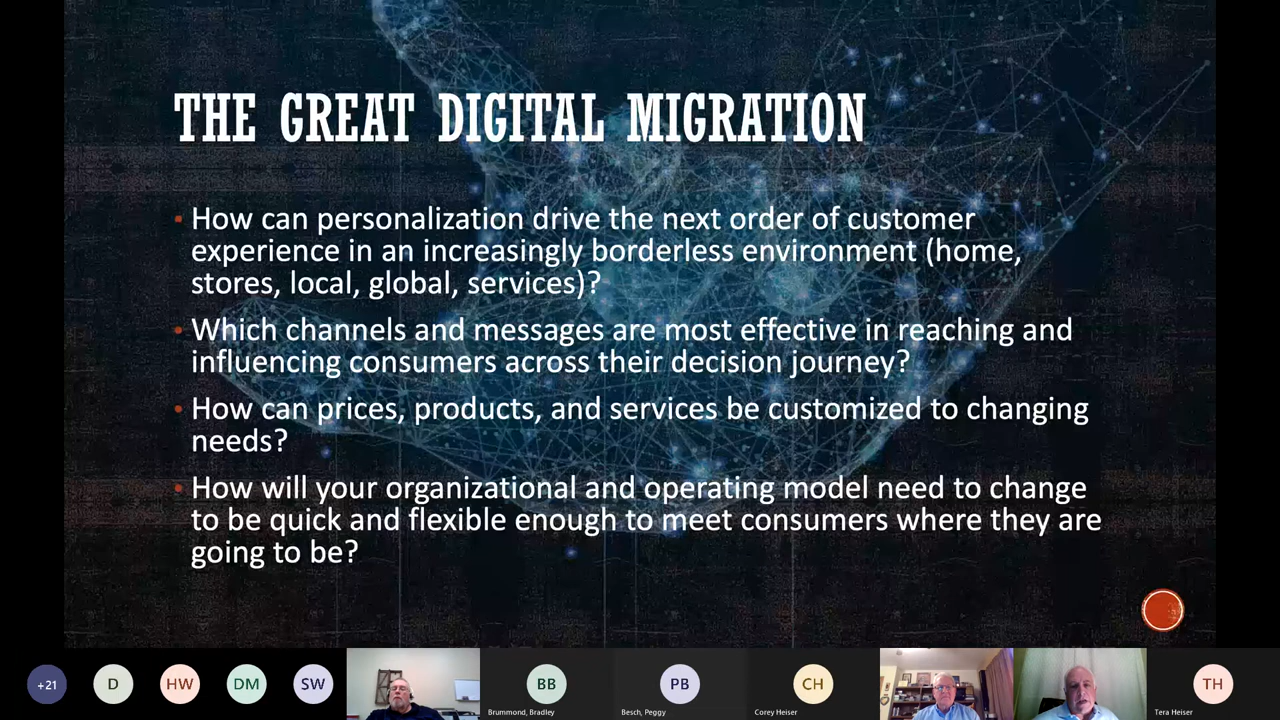 THE GREAT DIGITAL MIGRATION
• How can personalization drive the next order of customer
experience in an increasingly borderless environment (home,
stores, local, global, services)?
• Which channels and messages are most effective in reaching and
influencing consumers across their decision journey?
• How can prices, products, and services be customized to changing
needs?
• How will your organizational and operating model need to change
to be quick and flexible enough to meet consumers where they are
going to be?
+21
D
HW
DM
SW
BB
PB
CH
TH
Brummond, Bradley
Besch, Peggy
Corey Heiser
Tera Heiser